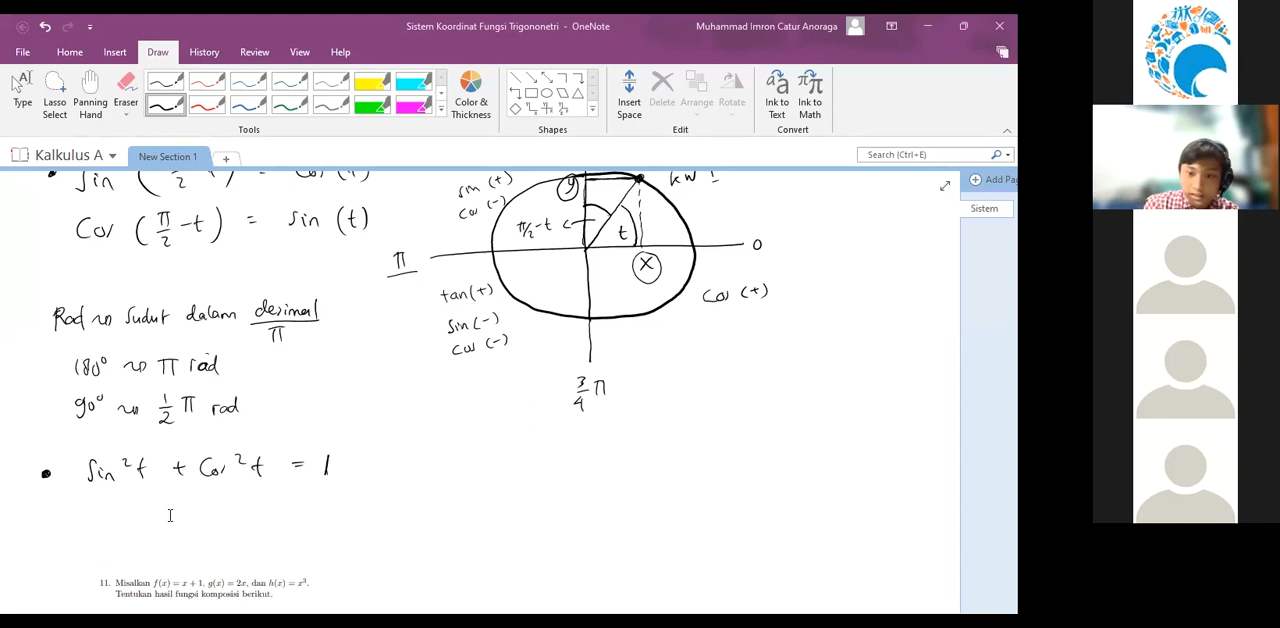 Sistem Koordinat Fungsi Trigononetri - OneNote
Muhammad Imron Catur Anoraga
File Home Insert Draw History Review View Help
Type Lasso Select Panning Hand Eraser Color & Thickness Insert Space Delete Arrange Rotate Ink to Text Ink to Math
Tools Shapes Edit Convert
Kalkulus A New Section 1 + Search (Ctrl+E)
Add Pag
Sistem
Cos (π/2 - t) = sin (t)
sin (+)
cos (-)
y
kw I
π/2 - t
t
π
0
x
tan (+)
sin (-)
cos (-)
cos (+)
3/4 π
Rad ~ Sudut dalam desimal/π
180° ~ π rad
90° ~ 1/2 π rad
• Sin²t + Cos²t = 1
11. Misalkan f(x) = x + 1, g(x) = 2x, dan h(x) = x³.
Tentukan hasil fungsi komposisi berikut.